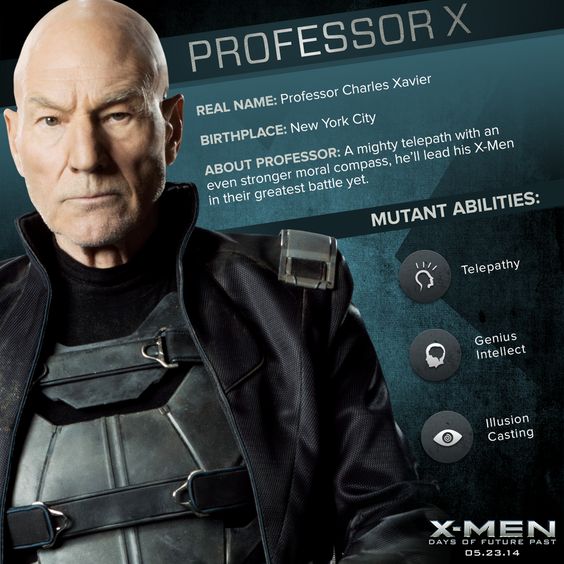 PROFESSOR X
REAL NAME: Professor Charles Xavier
BIRTHPLACE: New York City
ABOUT PROFESSOR: A mighty telepath with an
even stronger moral compass, he'll lead his X-Men
in their greatest battle yet.
MUTANT ABILITIES:
Telepathy
Genius
Intellect
Illusion
Casting
X-MEN
DAYS OF FUTURE PAST
05.23.14